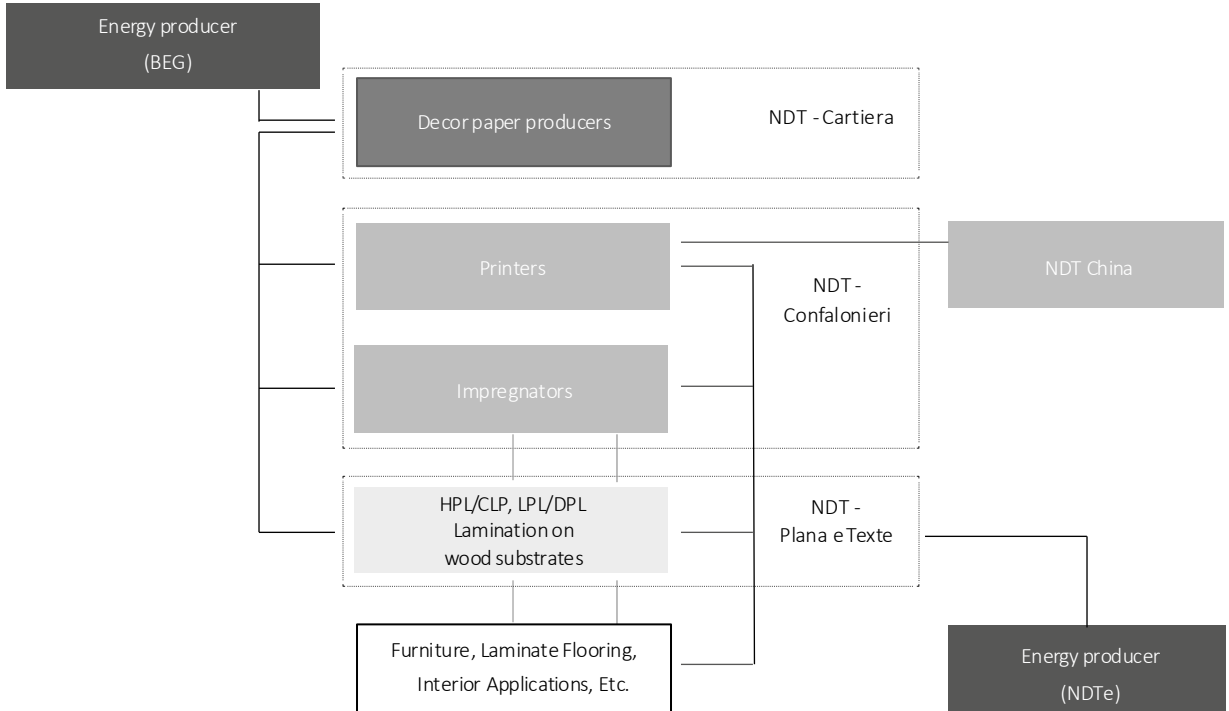 Energy producer
(BEG)
Decor paper producers
NDT - Cartiera
Printers
NDT China
NDT -
Confalonieri
Impregnators
HPL/CLP, LPL/DPL
Lamination on
wood substrates
NDT -
Plana e Texte
Furniture, Laminate Flooring,
Interior Applications, Etc.
Energy producer
(NDTe)